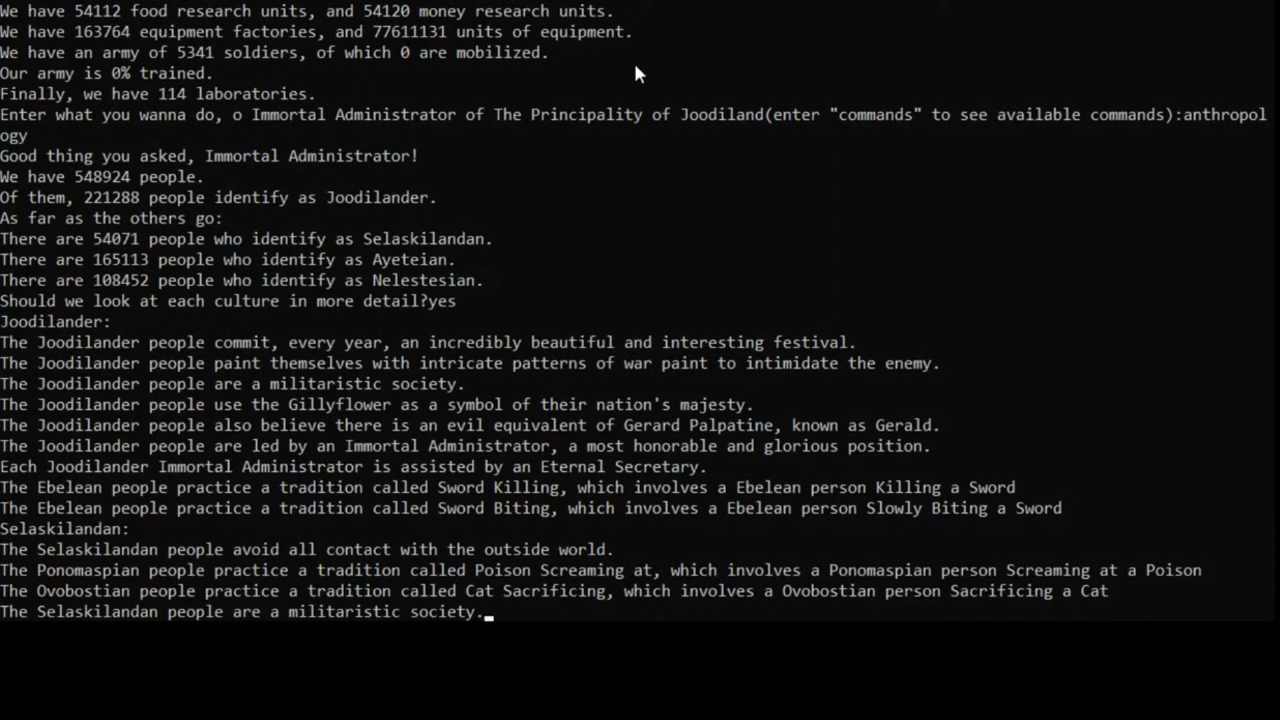 We have 54112 food research units, and 54120 money research units.
We have 163764 equipment factories, and 77611131 units of equipment.
We have an army of 5341 soldiers, of which 0 are mobilized.
Our army is 0% trained.
Finally, we have 114 laboratories.
Enter what you wanna do, o Immortal Administrator of The Principality of Joodiland(enter "commands" to see available commands):anthropol
ogy
Good thing you asked, Immortal Administrator!
We have 548924 people.
Of them, 221288 people identify as Joodilander.
As far as the others go:
There are 54071 people who identify as Selaskilandan.
There are 165113 people who identify as Ayeteian.
There are 108452 people who identify as Nelestesian.
Should we look at each culture in more detail?yes
Joodilander:
The Joodilander people commit, every year, an incredibly beautiful and interesting festival.
The Joodilander people paint themselves with intricate patterns of war paint to intimidate the enemy.
The Joodilander people are a militaristic society.
The Joodilander people use the Gillyflower as a symbol of their nation's majesty.
The Joodilander people also believe there is an evil equivalent of Gerard Palpatine, known as Gerald.
The Joodilander people are led by an Immortal Administrator, a most honorable and glorious position.
Each Joodilander Immortal Administrator is assisted by an Eternal Secretary.
The Ebelean people practice a tradition called Sword Killing, which involves a Ebelean person Killing a Sword
The Ebelean people practice a tradition called Sword Biting, which involves a Ebelean person Slowly Biting a Sword
Selaskilandan:
The Selaskilandan people avoid all contact with the outside world.
The Ponomaspian people practice a tradition called Poison Screaming at, which involves a Ponomaspian person Screaming at a Poison
The Ovobostian people practice a tradition called Cat Sacrificing, which involves a Ovobostian person Sacrificing a Cat
The Selaskilandan people are a militaristic society.